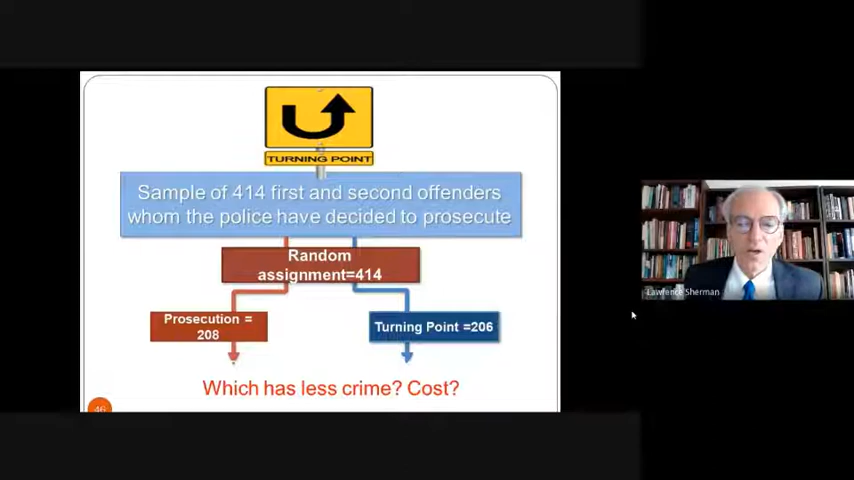 TURNING POINT
Sample of 414 first and second offenders
whom the police have decided to prosecute
Random
assignment=414
Prosecution =
208
Turning Point =206
Which has less crime? Cost?
46
Lawrence Sherman